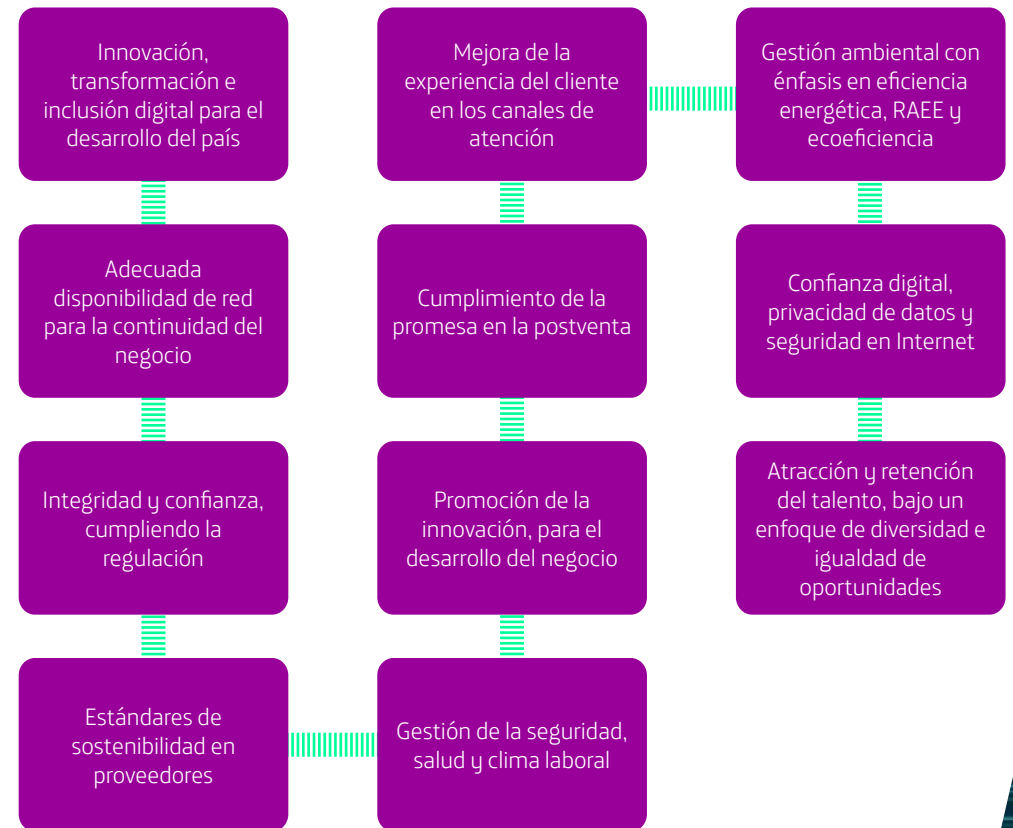 Innovación,
transformación e
inclusión digital para el
desarrollo del país
Adecuada
disponibilidad de red
para la continuidad del
negocio
Integridad y confianza,
cumpliendo la
regulación
Estándares de
sostenibilidad en
proveedores
Gestión de la seguridad,
salud y clima laboral
Promoción de la
innovación, para el
desarrollo del negocio
Cumplimiento de la
promesa en la postventa
Mejora de la
experiencia del cliente
en los canales de
atención
Gestión ambiental con
énfasis en eficiencia
energética, RAEE y
ecoeficiencia
Confianza digital,
privacidad de datos y
seguridad en Internet
Atracción y retención
del talento, bajo un
enfoque de diversidad e
igualdad de
oportunidades